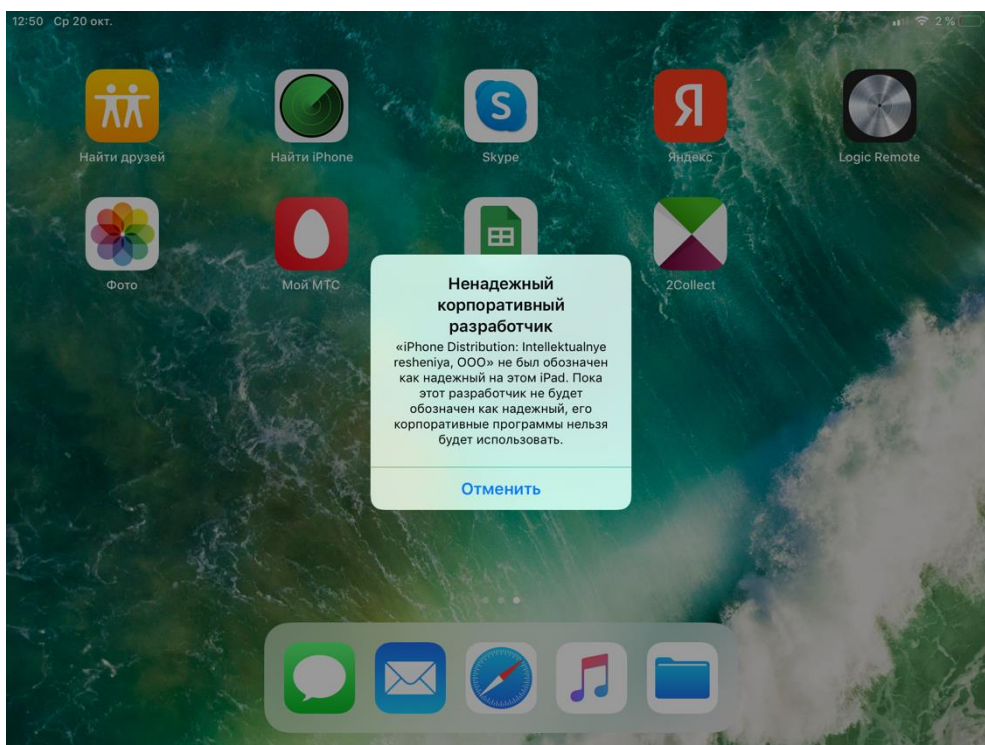 12:50 Ср 20 окт.
2 %
Найти друзей
Найти iPhone
Skype
Яндекс
Logic Remote
Фото
Мой МТС
2Collect
Ненадежный
корпоративный
разработчик
«iPhone Distribution: Intellektualnye
resheniya, OOO» не был обозначен
как надежный на этом iPad. Пока
этот разработчик не будет
обозначен как надежный, его
корпоративные программы нельзя
будет использовать.
Отменить